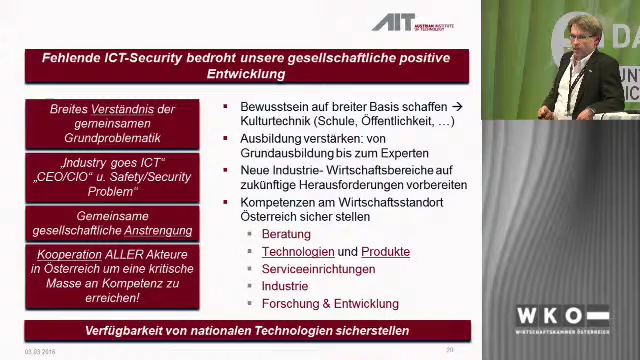 AIT AUSTRIAN INSTITUTE
OF TECHNOLOGY
Fehlende ICT-Security bedroht unsere gesellschaftliche positive
Entwicklung
Breites Verständnis der
gemeinsamen
Grundproblematik
„Industry goes ICT“
„CEO/CIO“ u. Safety/Security
Problem“
Gemeinsame
gesellschaftliche Anstrengung
Kooperation ALLER Akteure
in Österreich um eine kritische
Masse an Kompetenz zu
erreichen!
▪ Bewusstsein auf breiter Basis schaffen →
Kulturtechnik (Schule, Öffentlichkeit, …)
▪ Ausbildung verstärken: von
Grundausbildung bis zum Experten
▪ Neue Industrie- Wirtschaftsbereiche auf
zukünftige Herausforderungen vorbereiten
▪ Kompetenzen am Wirtschaftsstandort
Österreich sicher stellen
▪ Beratung
▪ Technologien und Produkte
▪ Serviceeinrichtungen
▪ Industrie
▪ Forschung & Entwicklung
Verfügbarkeit von nationalen Technologien sicherstellen
03.03.2016
20
DA
UNT
WKO
WIRTSCHAFTSKAMMER ÖSTERREICH